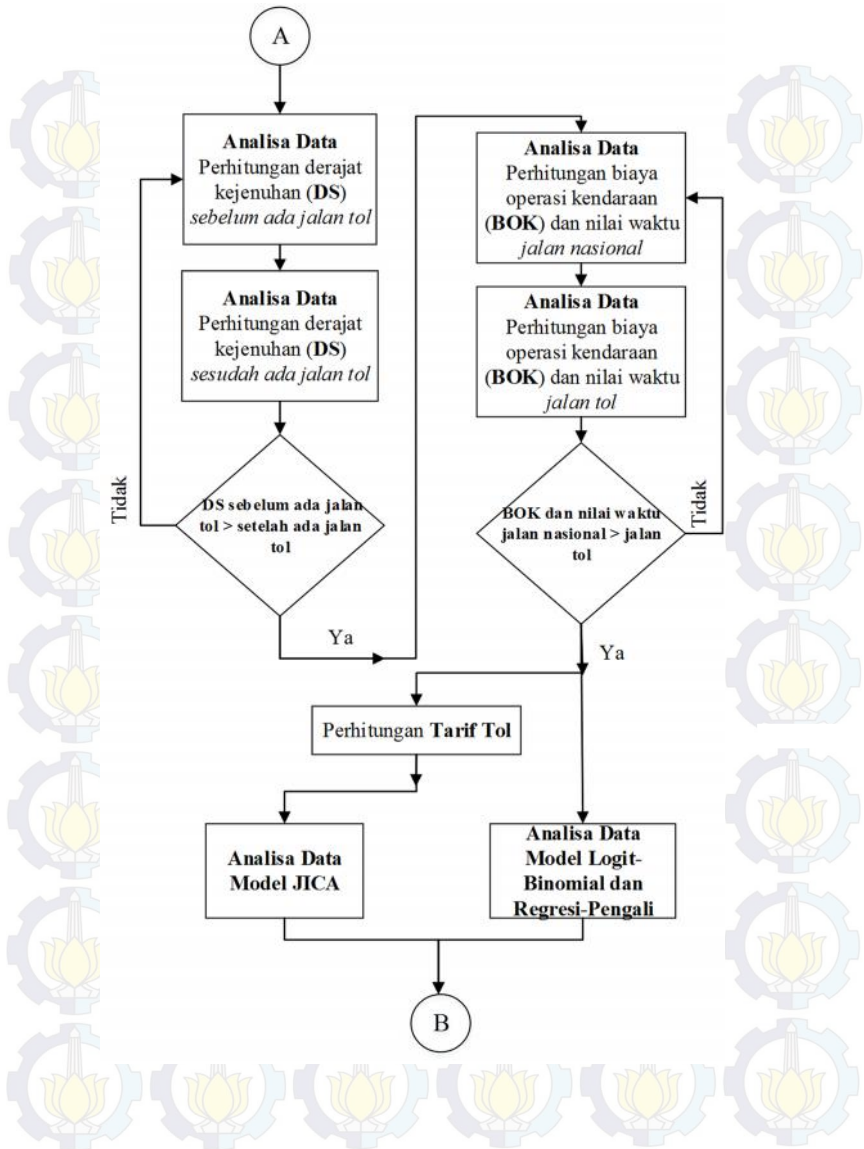 A
Analisa Data
Perhitungan derajat
kejenuhan (DS)
sebelum ada jalan tol
Analisa Data
Perhitungan derajat
kejenuhan (DS)
sesudah ada jalan tol
DS sebelum ada jalan
tol > setelah ada jalan
tol
Tidak
Ya
Analisa Data
Perhitungan biaya
operasi kendaraan
(BOK) dan nilai waktu
jalan nasional
Analisa Data
Perhitungan biaya
operasi kendaraan
(BOK) dan nilai waktu
jalan tol
BOK dan nilai waktu
jalan nasional > jalan
tol
Tidak
Ya
Perhitungan Tarif Tol
Analisa Data
Model JICA
Analisa Data
Model Logit-
Binomial dan
Regresi-Pengali
B